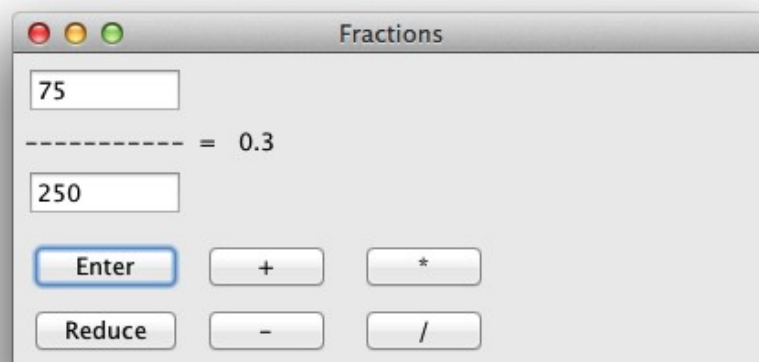 Fractions
75
----------- = 0.3
250
Enter + *
Reduce - /